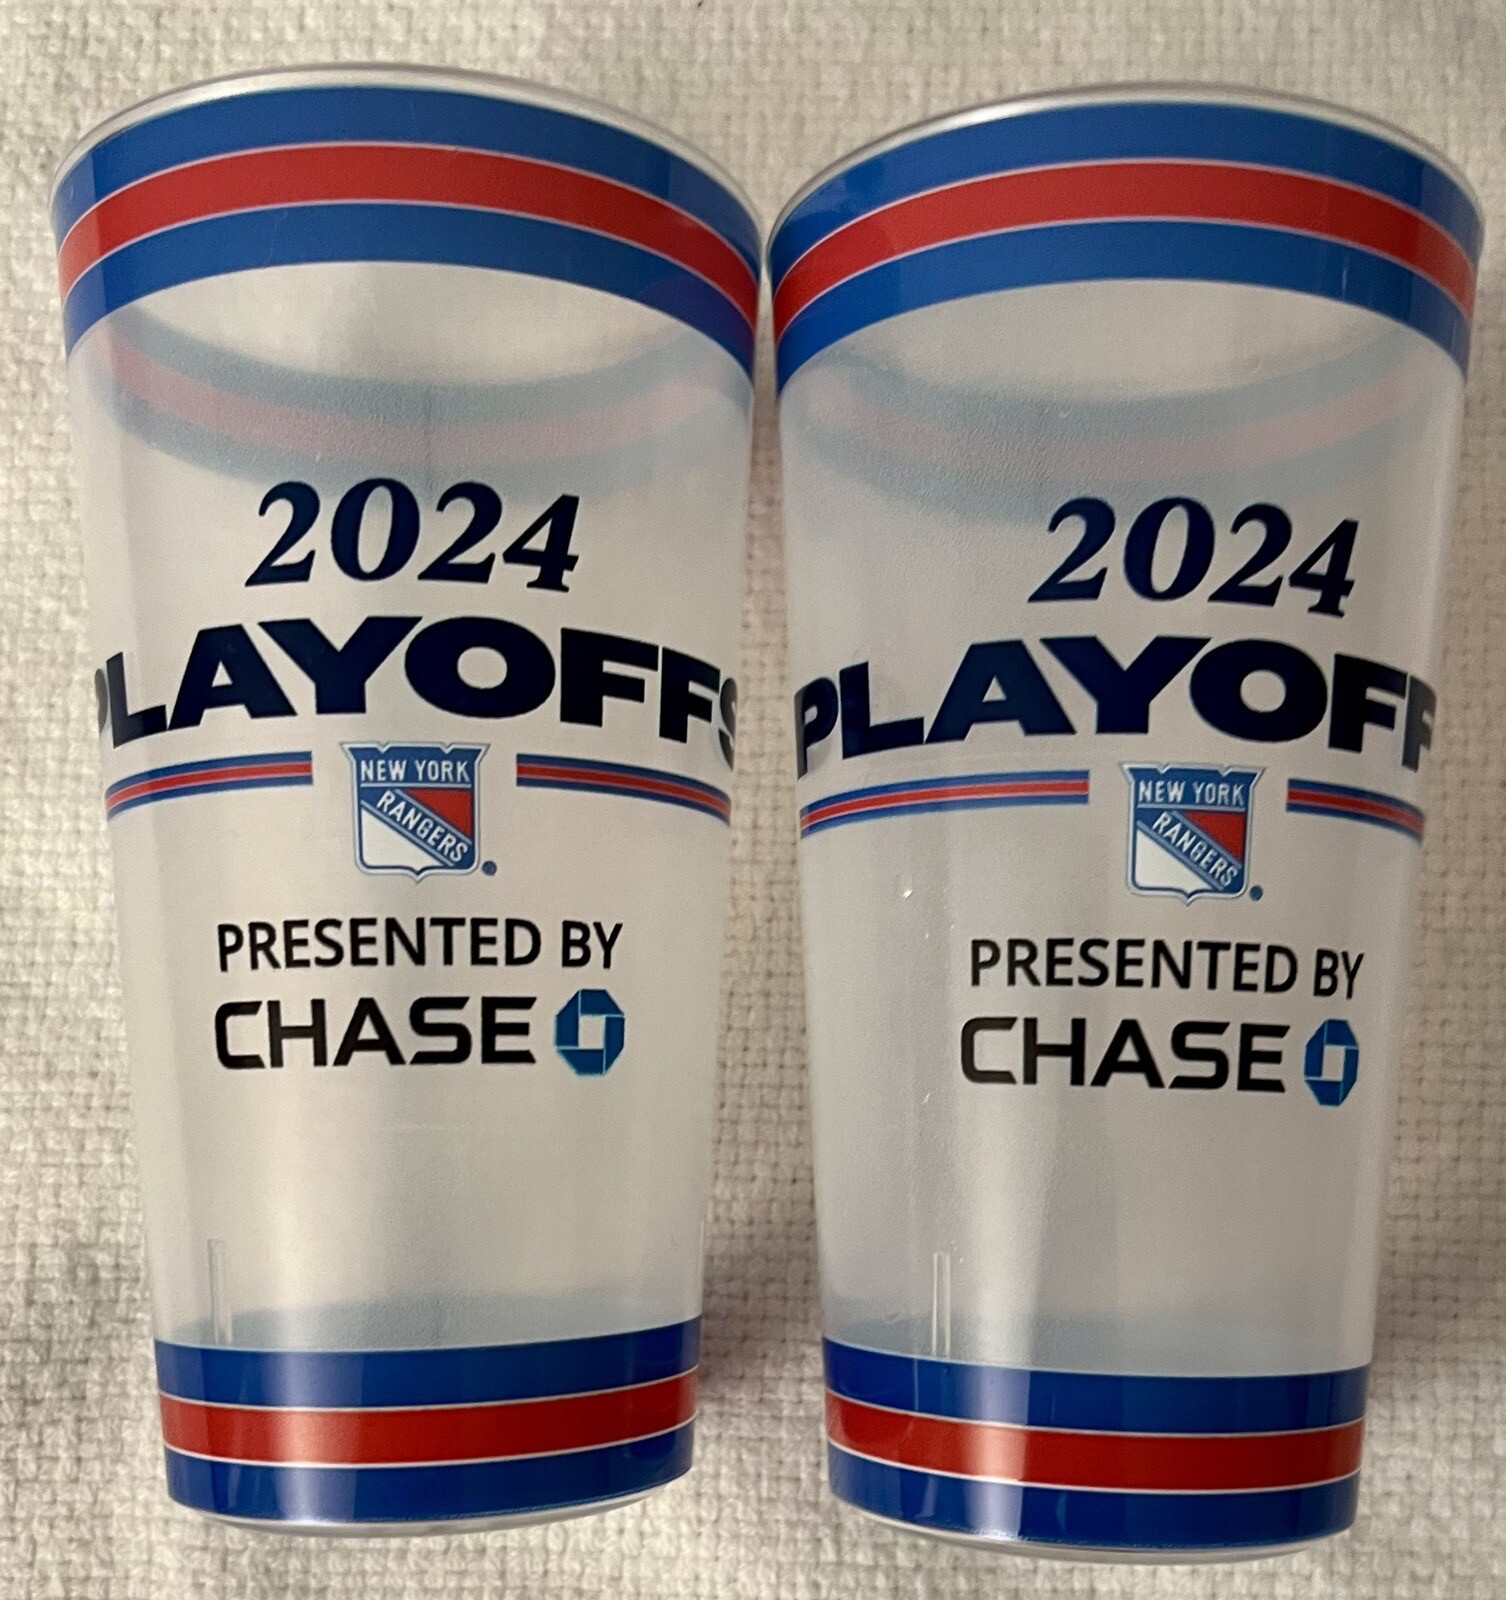 2024
PLAYOFFS
NEW YORK
RANGERS
PRESENTED BY
CHASE
2024
PLAYOFF
NEW YORK
RANGERS
PRESENTED BY
CHASE